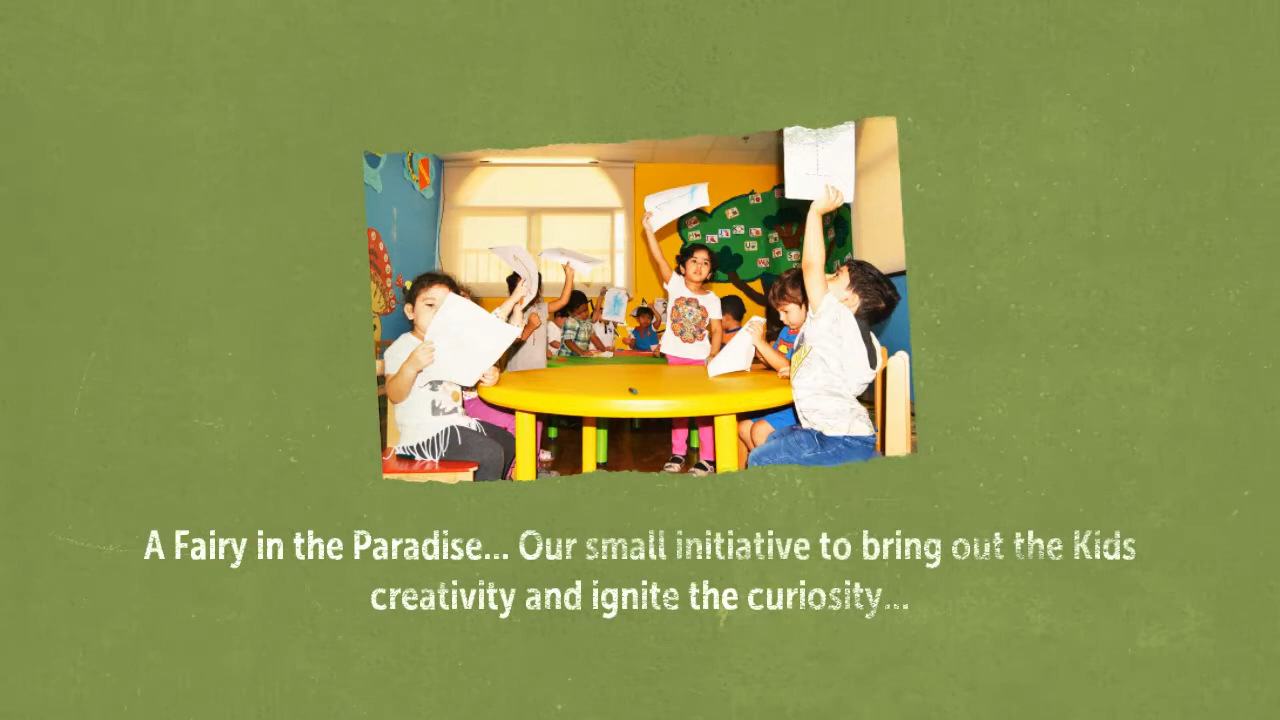 A Fairy in the Paradise... Our small initiative to bring out the Kids
creativity and ignite the curiosity...